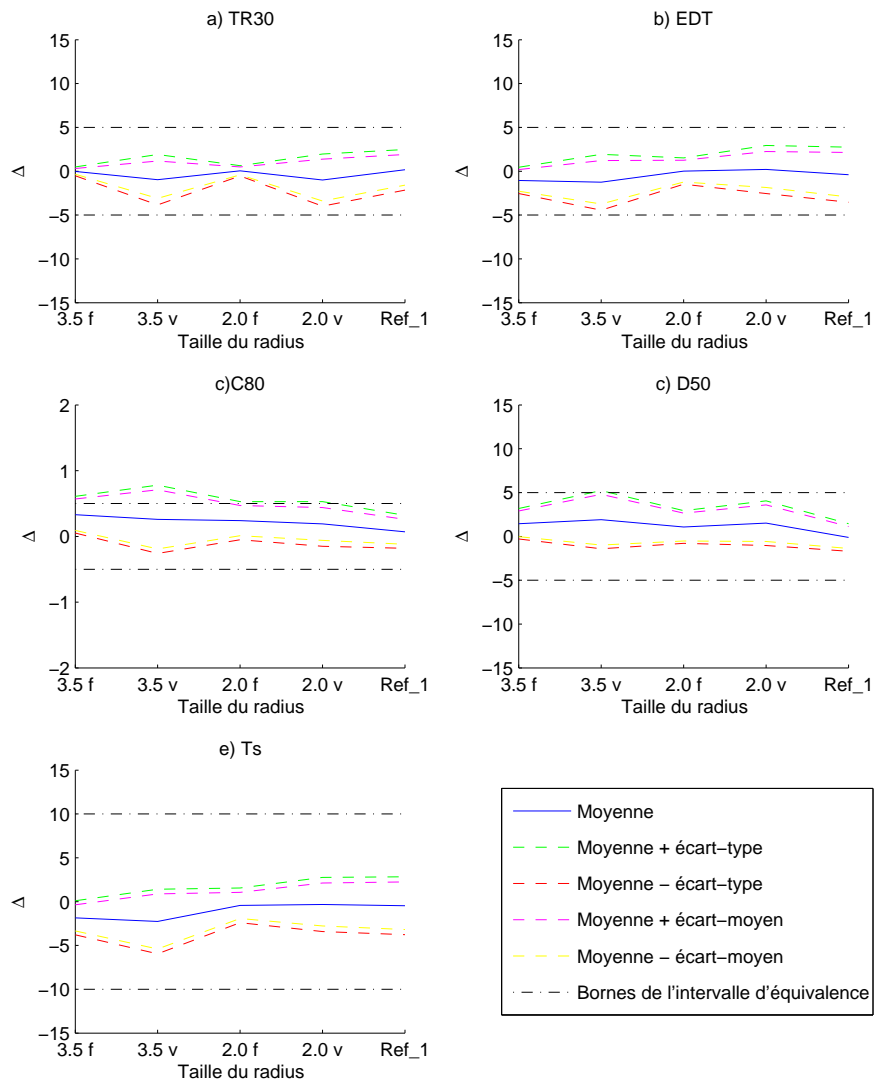 a) TR30
15
10
5
0
−5
−10
−15
Δ
3.5 f 3.5 v 2.0 f 2.0 v Ref_1
Taille du radius
b) EDT
15
10
5
0
−5
−10
−15
Δ
3.5 f 3.5 v 2.0 f 2.0 v Ref_1
Taille du radius
c)C80
2
1
0
−1
−2
Δ
3.5 f 3.5 v 2.0 f 2.0 v Ref_1
Taille du radius
c) D50
15
10
5
0
−5
−10
−15
Δ
3.5 f 3.5 v 2.0 f 2.0 v Ref_1
Taille du radius
e) Ts
15
10
5
0
−5
−10
−15
Δ
3.5 f 3.5 v 2.0 f 2.0 v Ref_1
Taille du radius
Moyenne
Moyenne + écart−type
Moyenne − écart−type
Moyenne + écart−moyen
Moyenne − écart−moyen
Bornes de l'intervalle d'équivalence